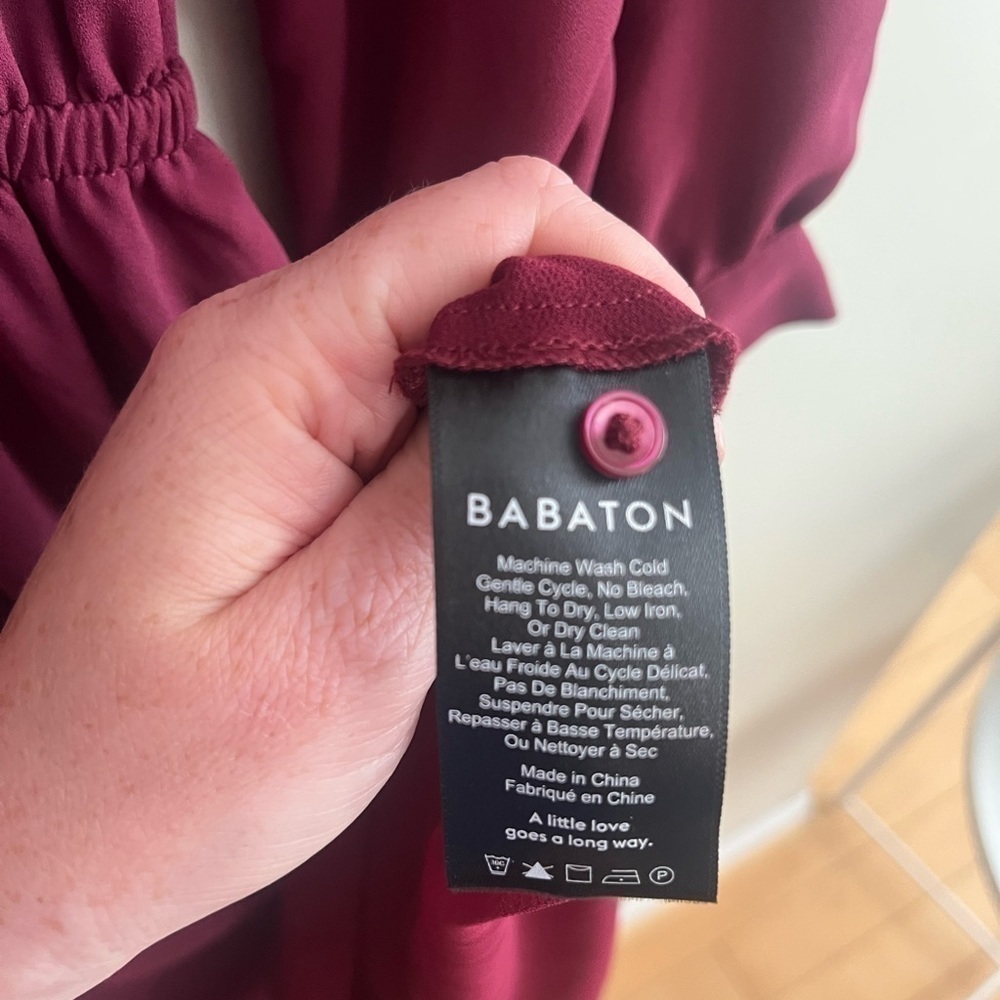 BABATON
Machine Wash Cold
Gentle Cycle, No Bleach,
Hang To Dry, Low Iron,
Or Dry Clean
Laver à La Machine à
L'eau Froide Au Cycle Délicat,
Pas De Blanchiment,
Suspendre Pour Sécher,
Repasser à Basse Température,
Ou Nettoyer à Sec
Made in China
Fabriqué en Chine
A little love
goes a long way.
P